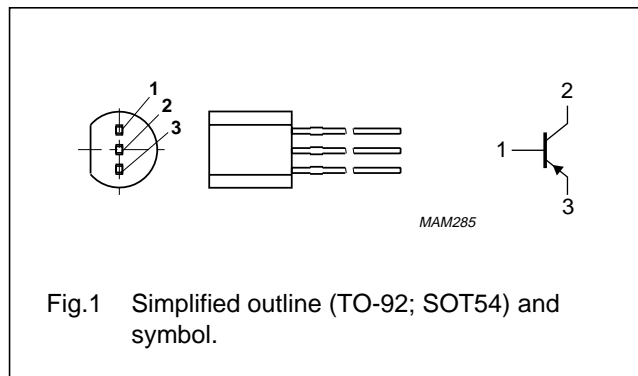 1
2
3
2
1
3
MAM285
Fig.1 Simplified outline (TO-92; SOT54) and
symbol.